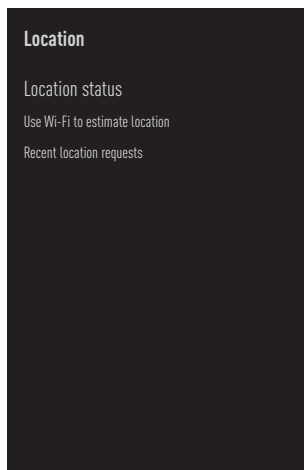 Location
Location status
Use Wi-Fi to estimate location
Recent location requests